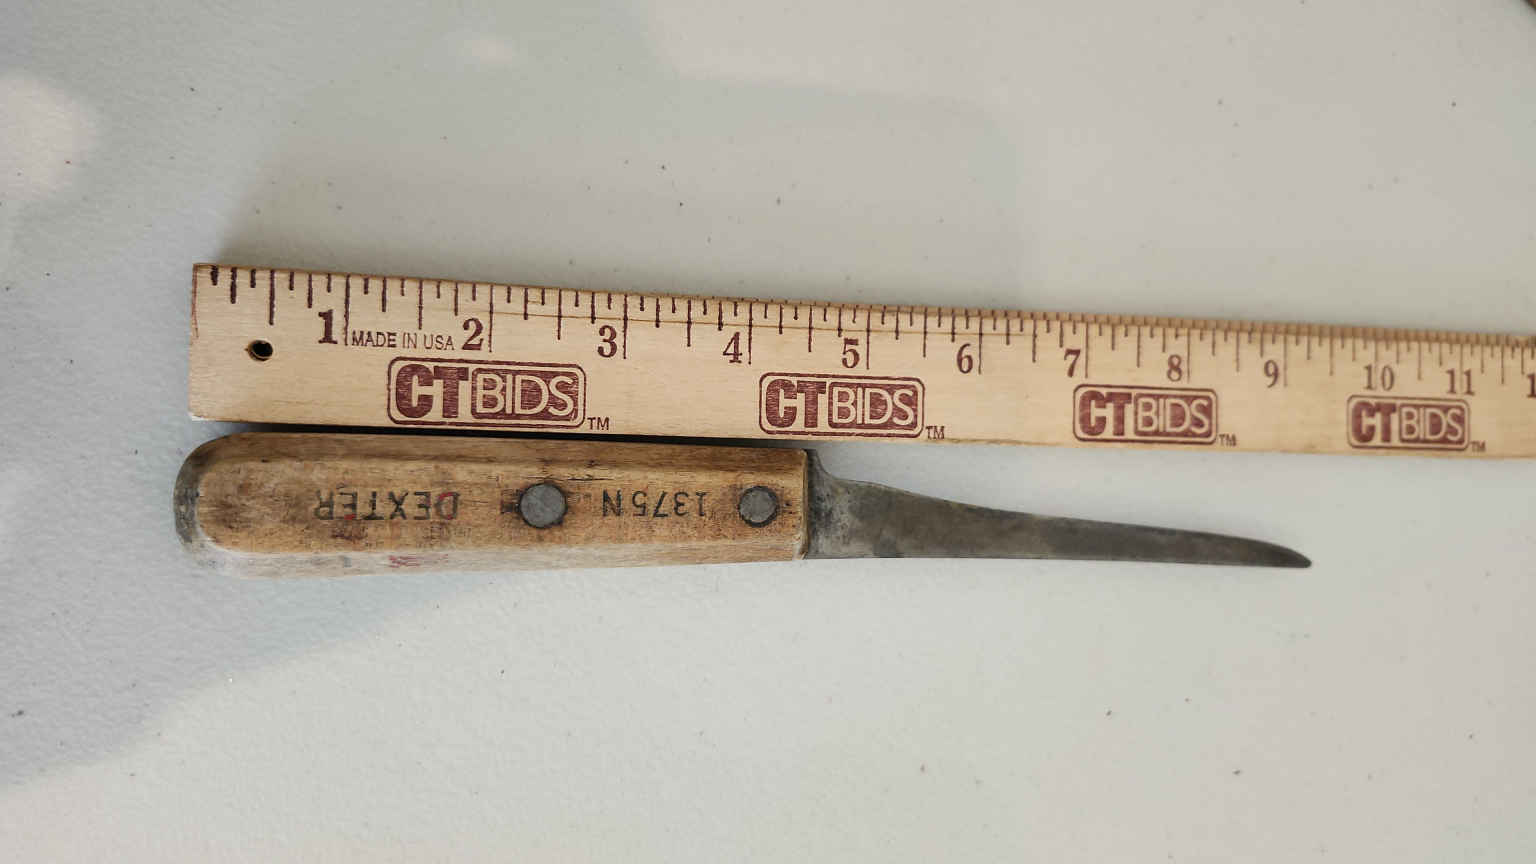 1 2 3 4 5 6 7 8 9 10 11
MADE IN USA
CTBIDS™ CTBIDS™ CTBIDS™ CTBIDS™
1375N DEXTER